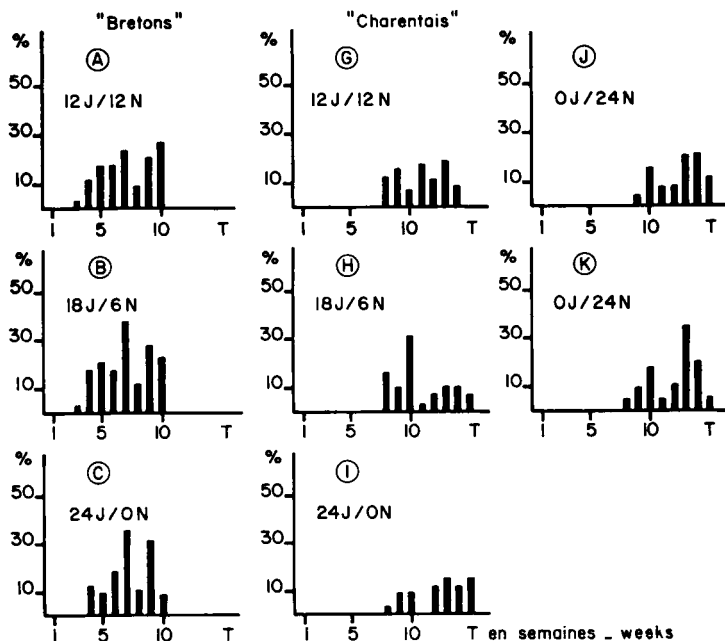 "Bretons" "Charentais"
% A % G % J
50 12J/12N 50 12J/12N 50 0J/24N
30 30 30
10 10 10
1 5 10 T 1 5 10 T 1 5 10 T
% B % H % K
50 18J/6N 50 18J/6N 50 0J/24N
30 30 30
10 10 10
1 5 10 T 1 5 10 T 1 5 10 T
% C % I
50 24J/0N 50 24J/0N
30 30
10 10
1 5 10 T 1 5 10 T en semaines _ weeks